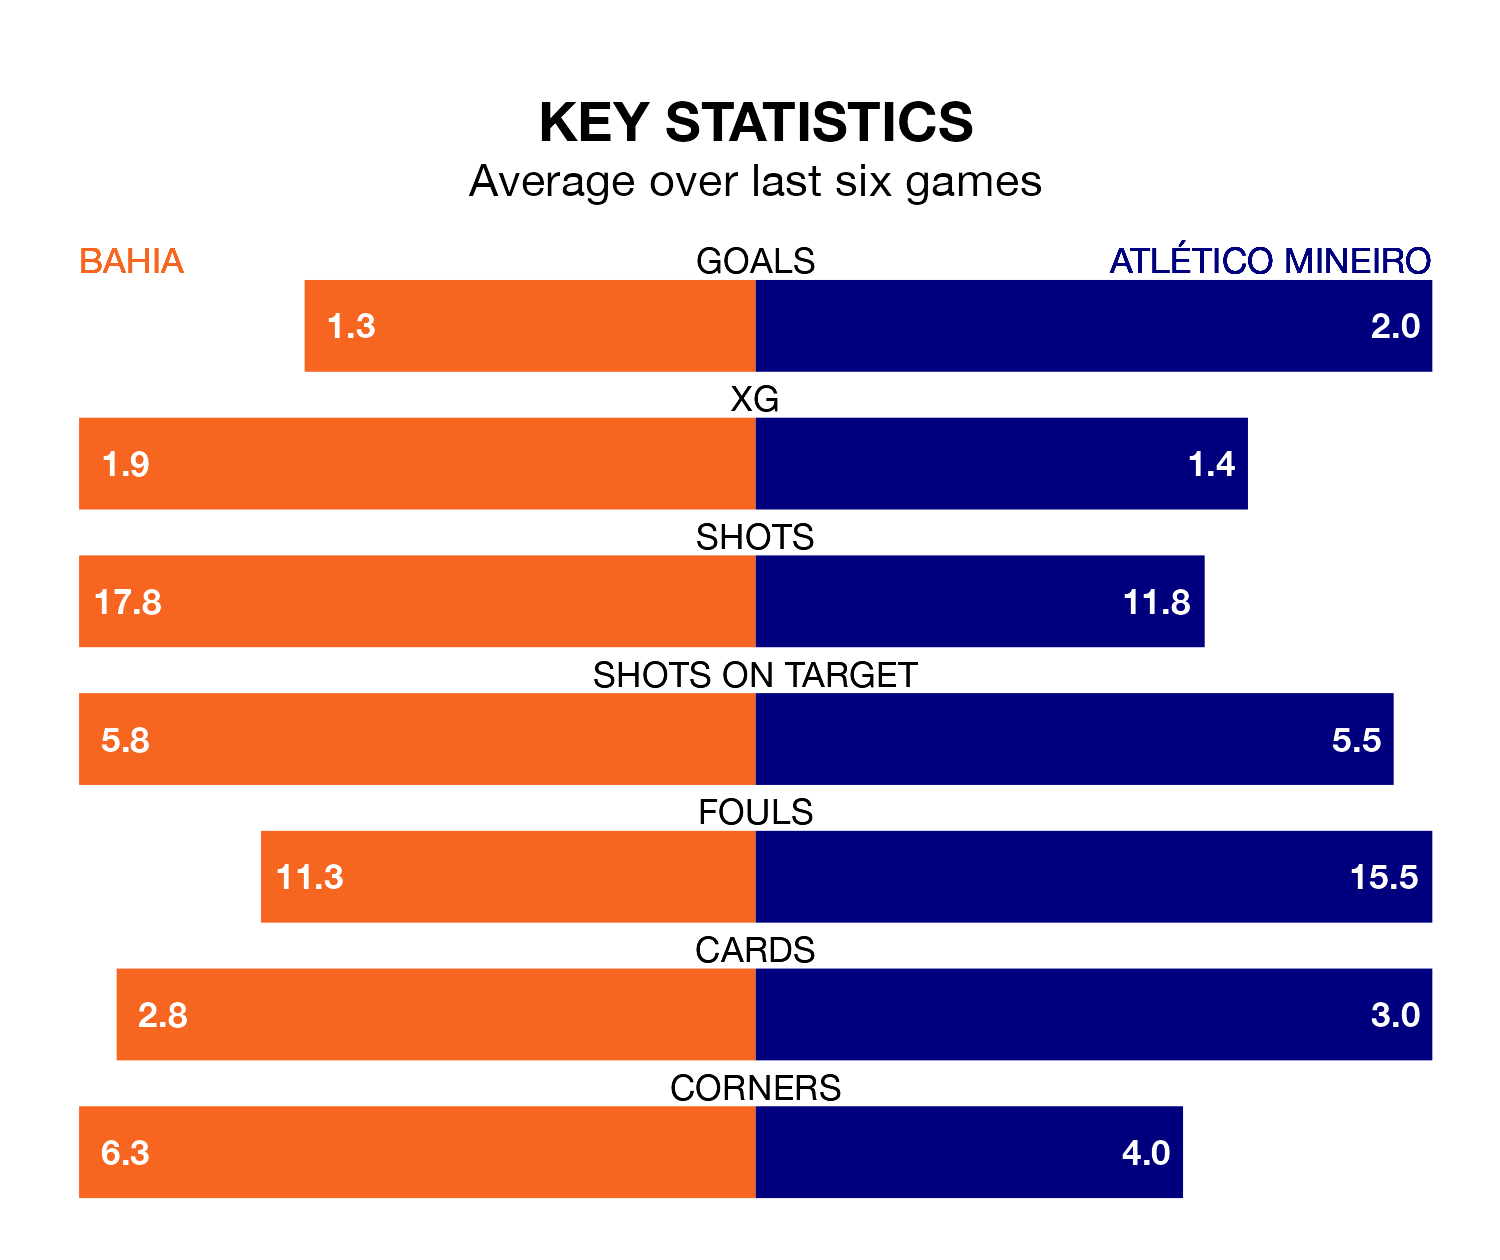 KEY STATISTICS
Average over last six games
BAHIA GOALS ATLÉTICO MINEIRO
1.3 2.0
XG
1.9 1.4
SHOTS
17.8 11.8
SHOTS ON TARGET
5.8 5.5
FOULS
11.3 15.5
CARDS
2.8 3.0
CORNERS
6.3 4.0